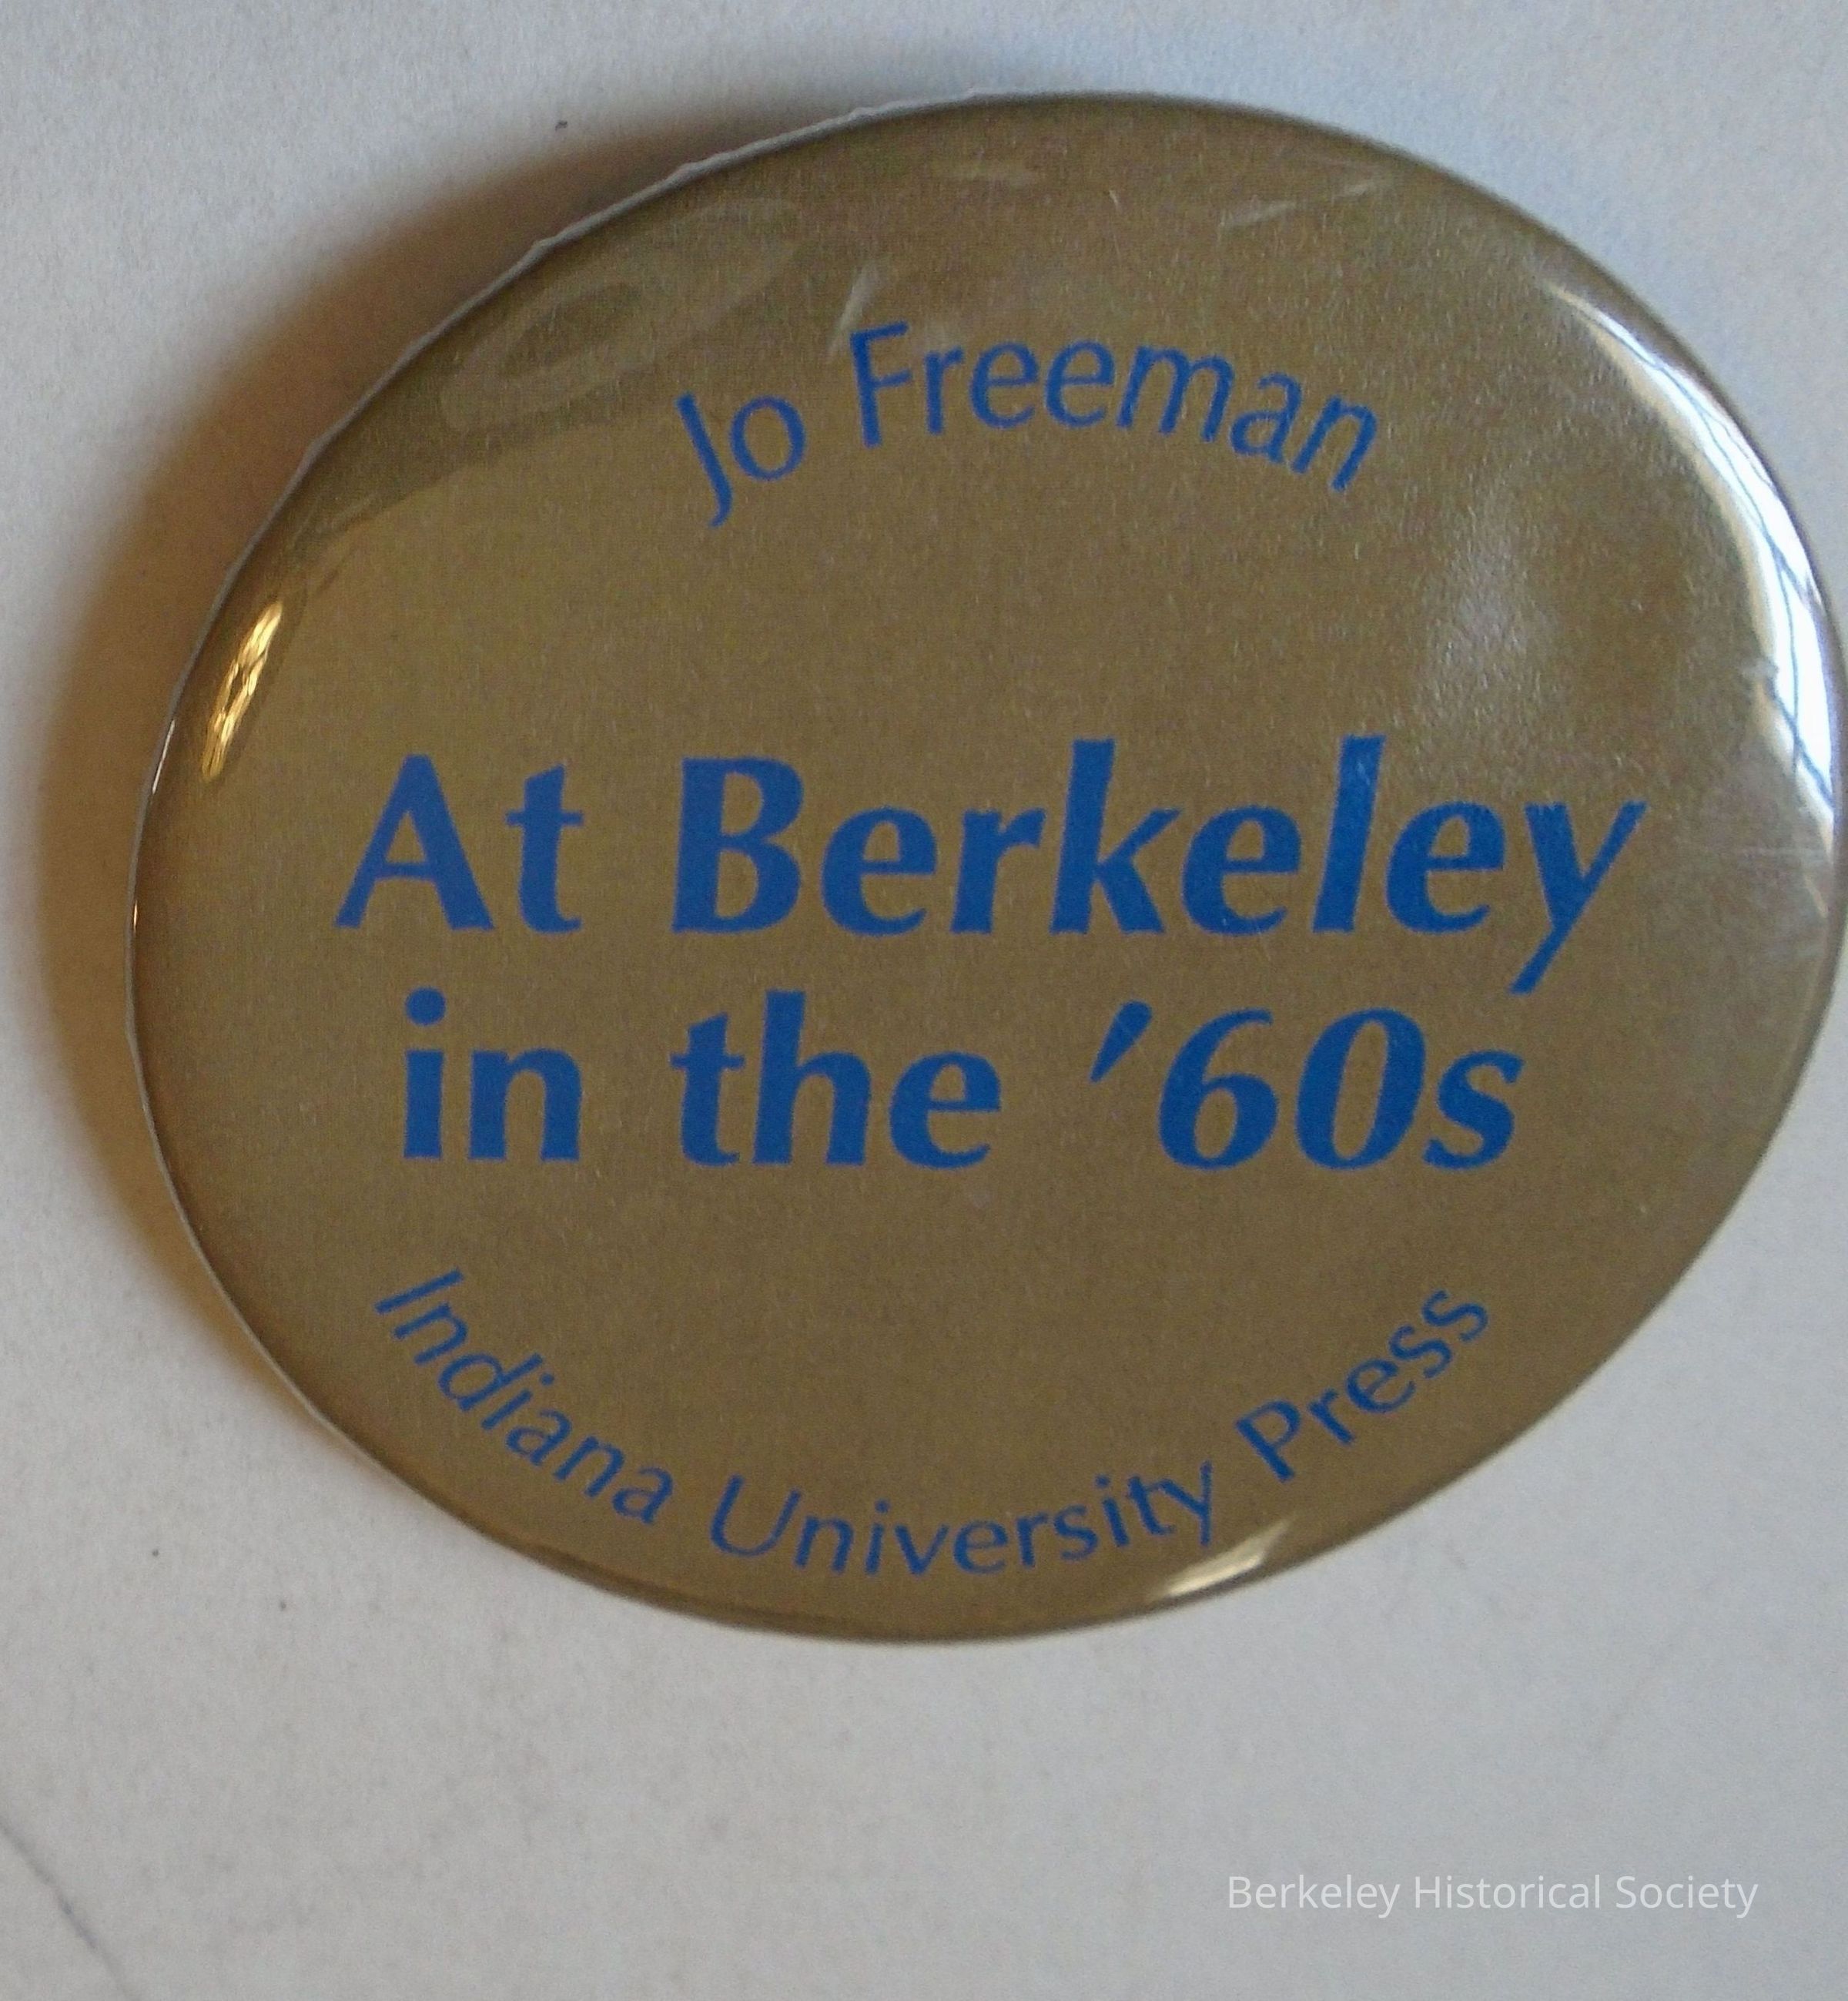 Jo Freeman
At Berkeley
in the ’60s
Indiana University Press
Berkeley Historical Society